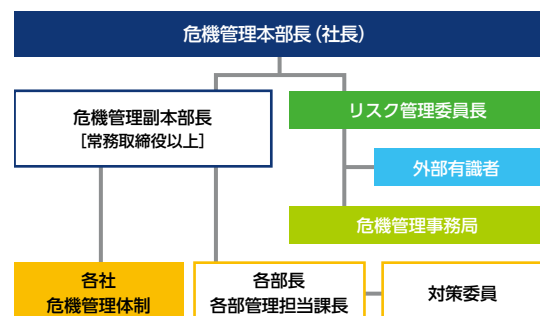 危機管理本部長（社長）
危機管理副本部長
［常務取締役以上］
リスク管理委員長
外部有識者
危機管理事務局
各社
危機管理体制
各部長
各部管理担当課長
対策委員